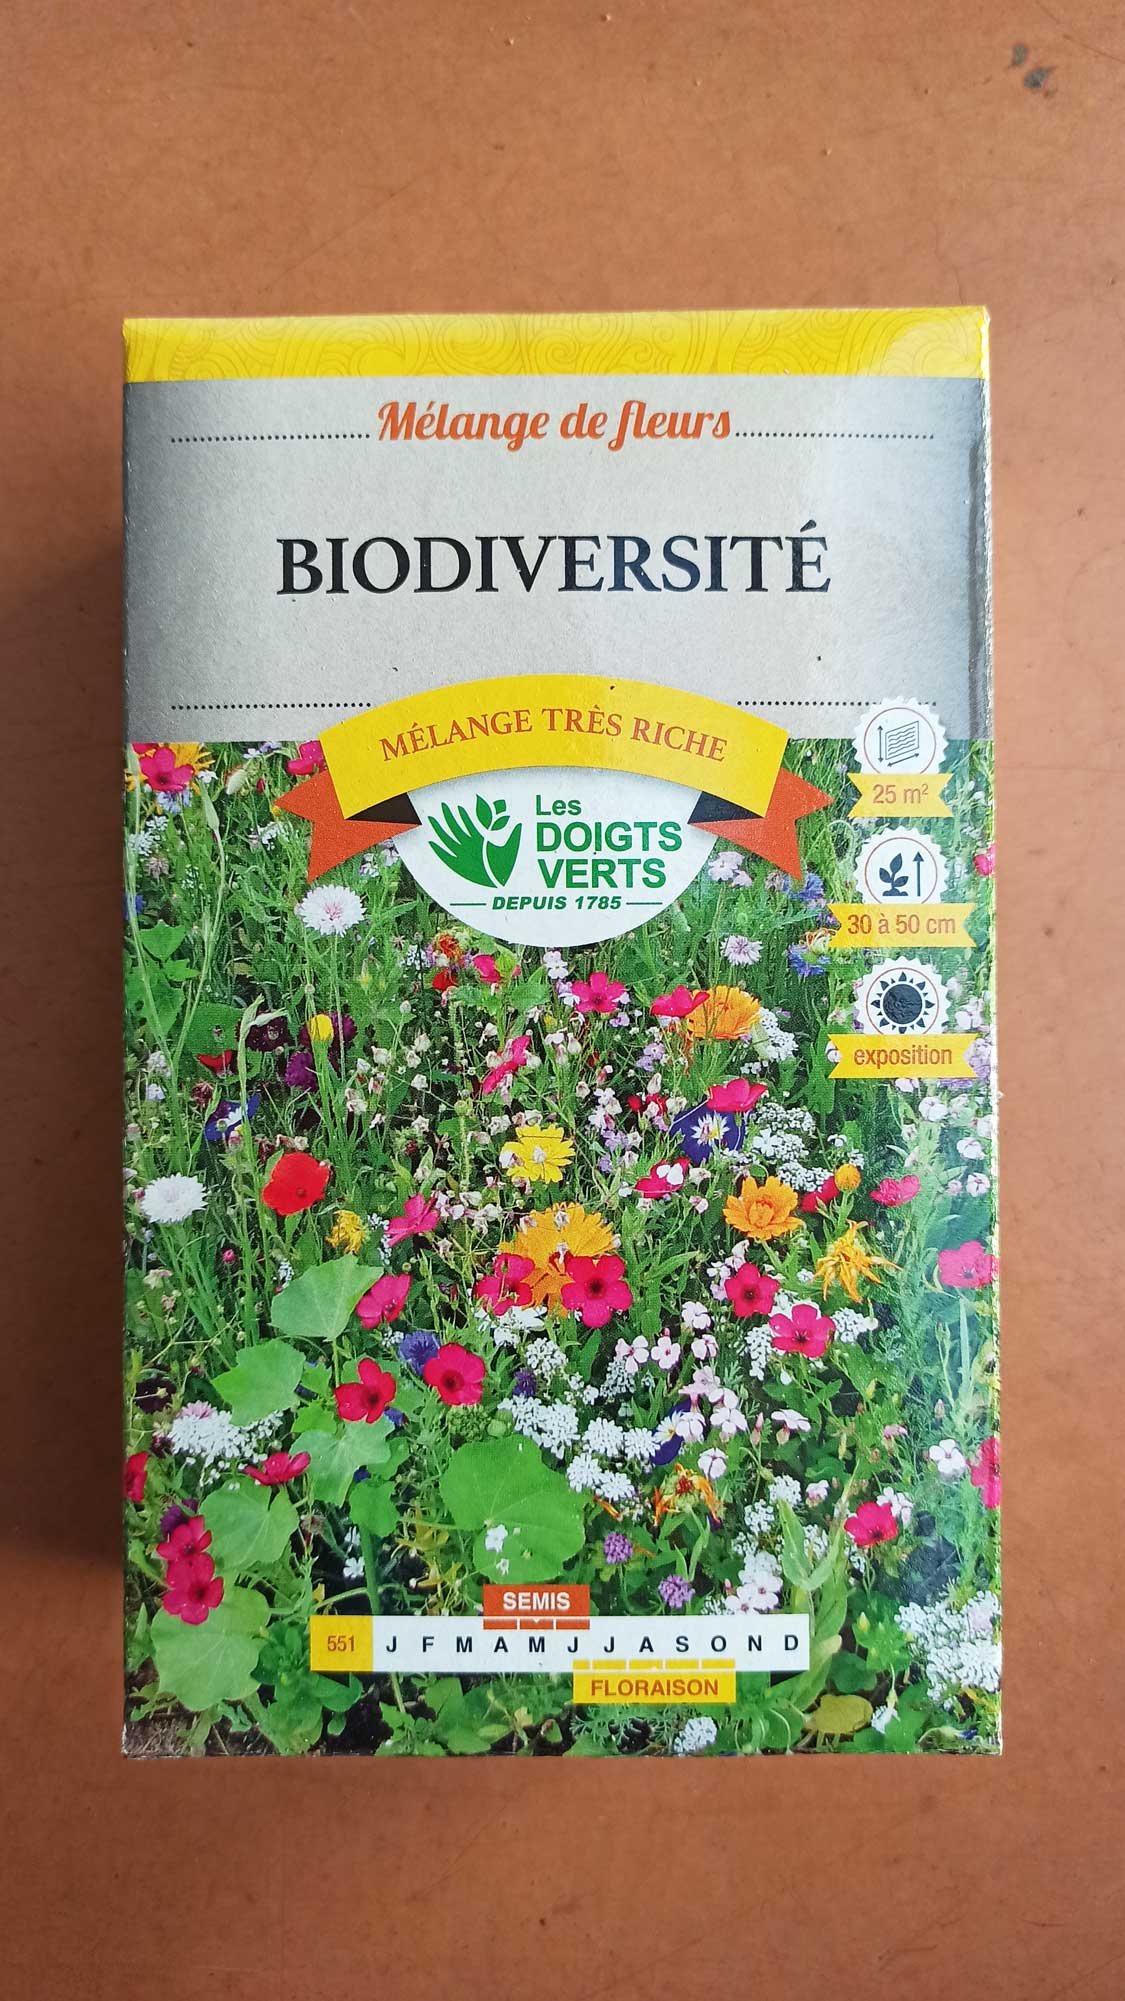 Mélange de fleurs
BIODIVERSITÉ
MÉLANGE TRÈS RICHE
Les
DOIGTS
VERTS
DEPUIS 1785
25 m²
30 à 50 cm
exposition
SEMIS
551 J F M A M J J A S O N D
FLORAISON